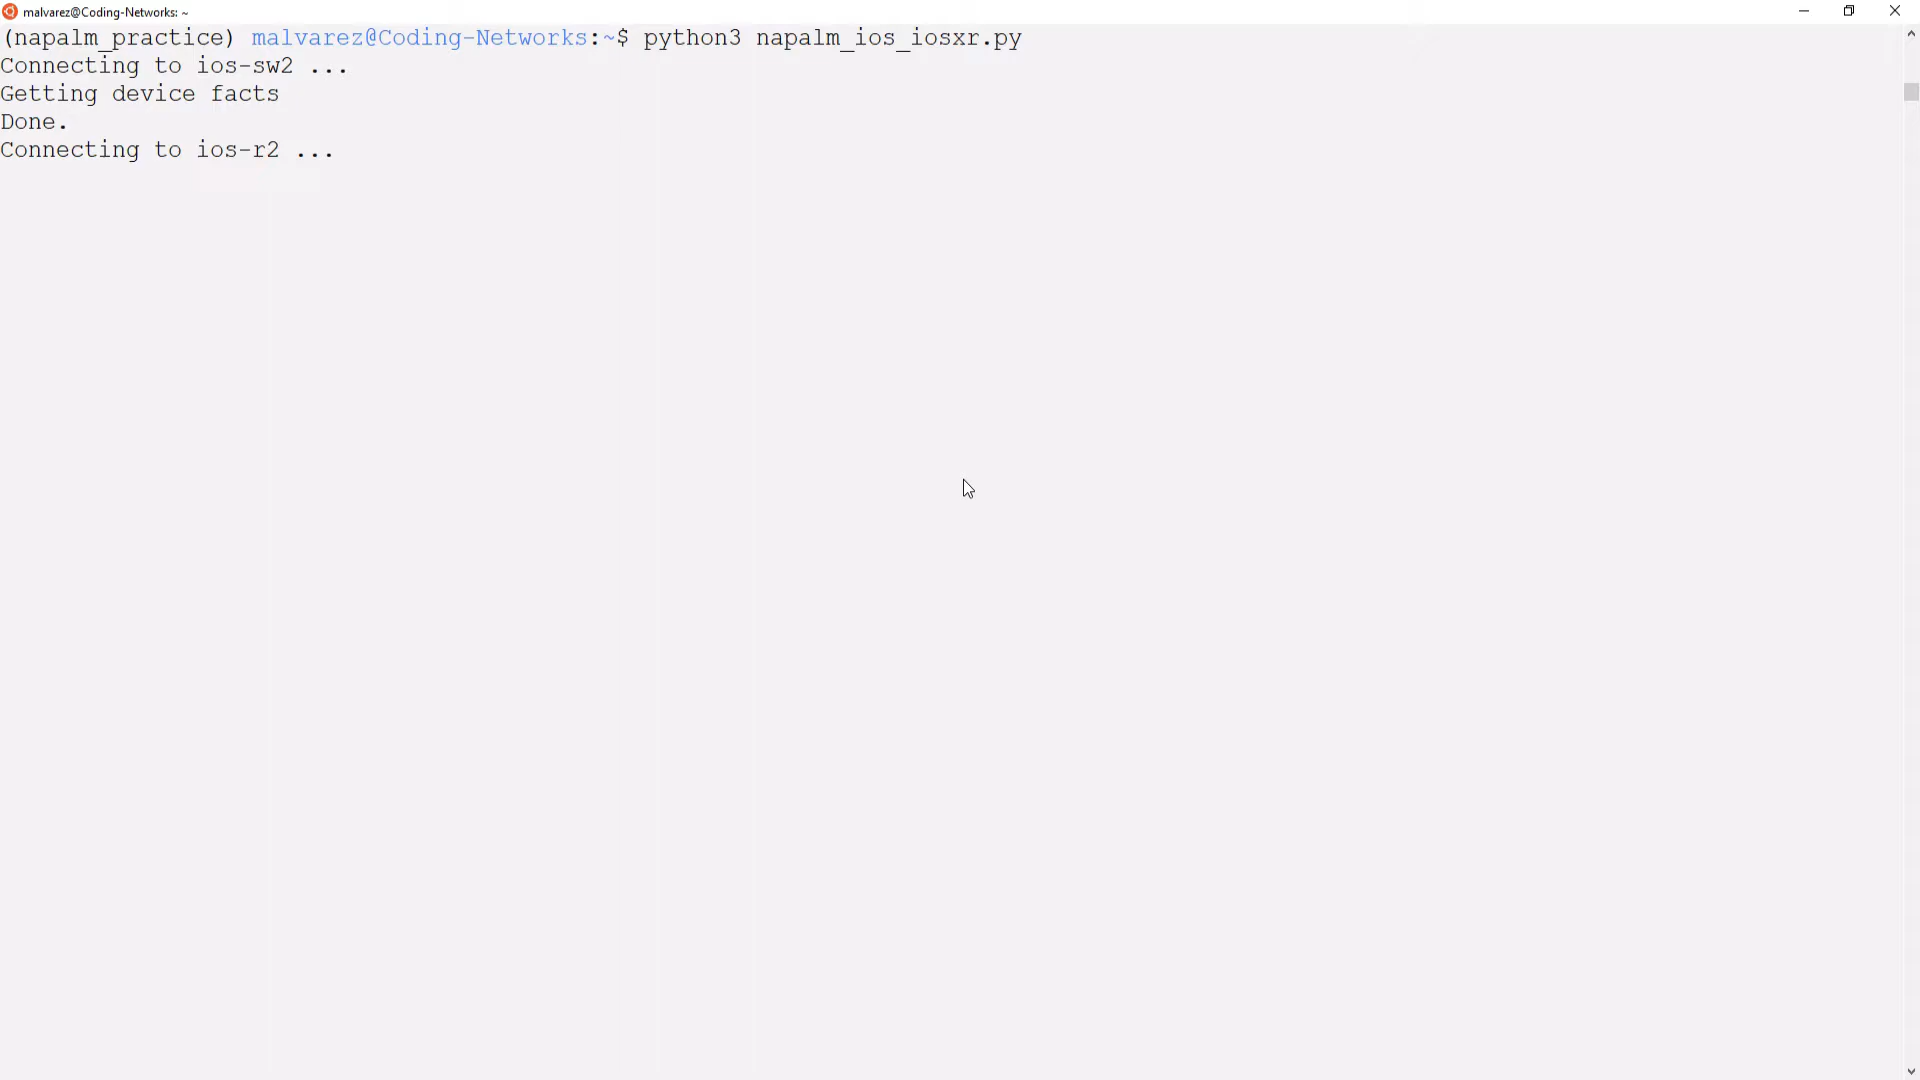 malvarez@Coding-Networks: ~
(napalm_practice) malvarez@Coding-Networks:~$ python3 napalm_ios_iosxr.py
Connecting to ios-sw2 ...
Getting device facts
Done.
Connecting to ios-r2 ...